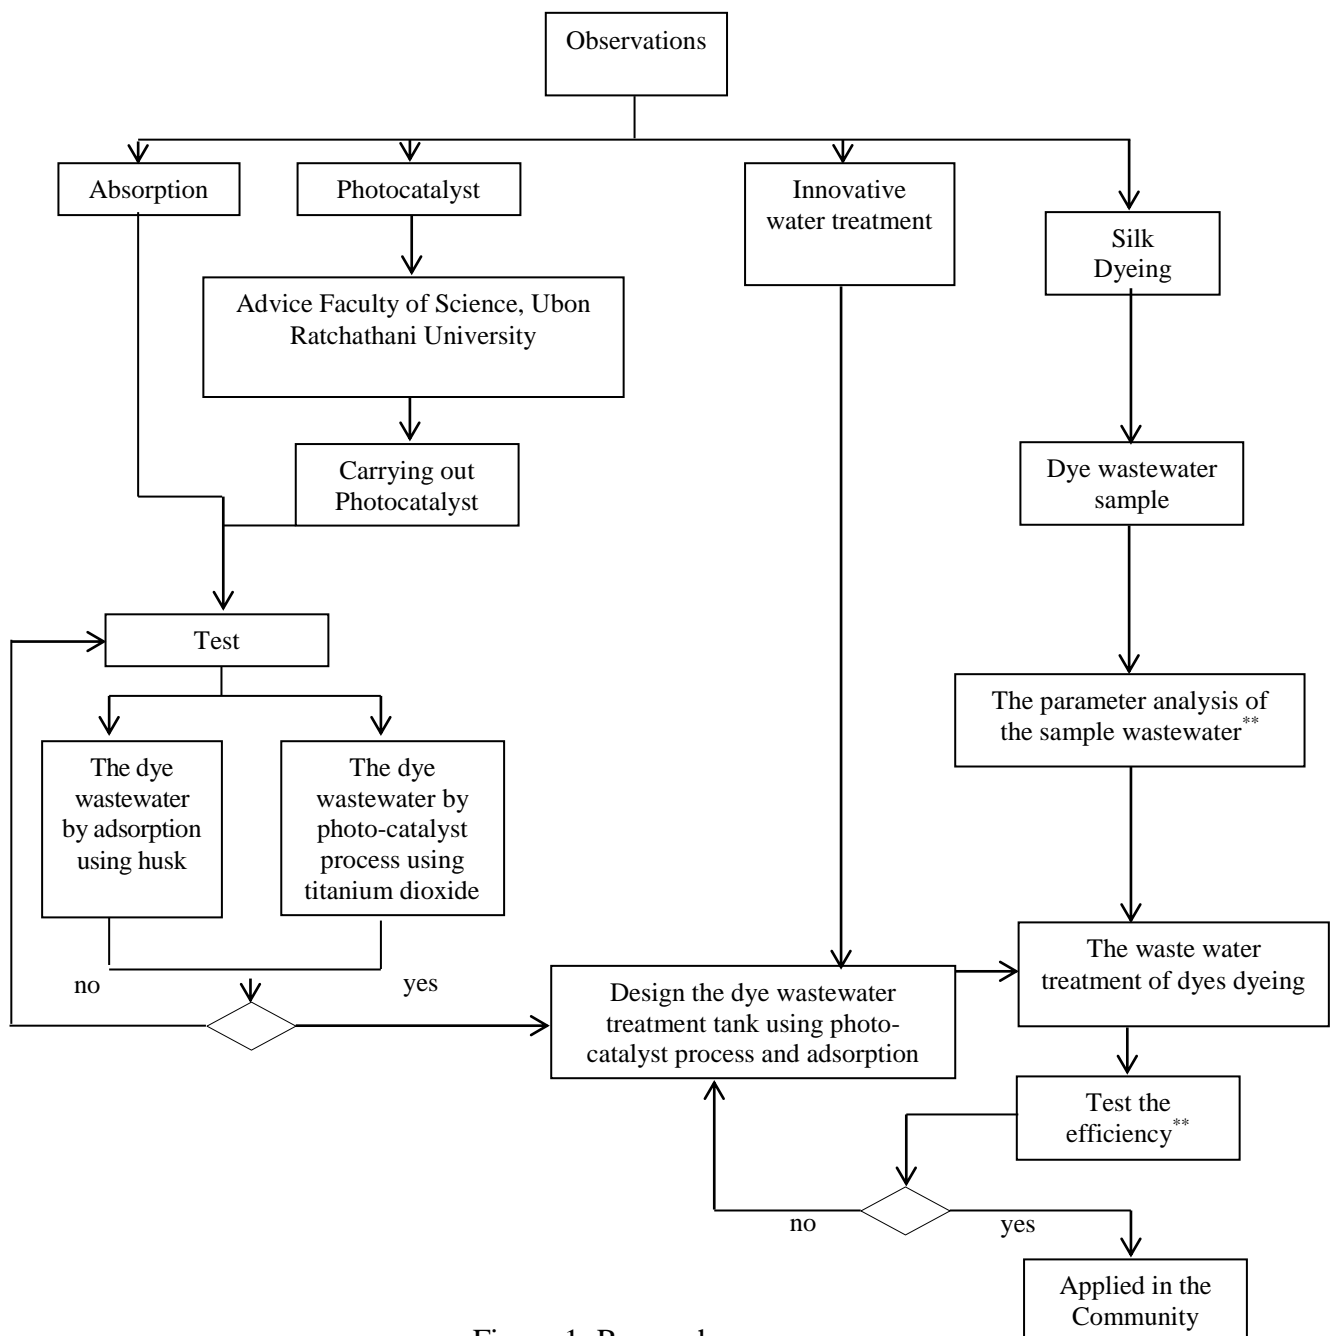 Observations
Absorption
Photocatalyst
Innovative
water treatment
Silk
Dyeing
Advice Faculty of Science, Ubon
Ratchathani University
Carrying out
Photocatalyst
Dye wastewater
sample
Test
The parameter analysis of
the sample wastewater**
The dye
wastewater
by adsorption
using husk
The dye
wastewater by
photo-catalyst
process using
titanium dioxide
no
yes
Design the dye wastewater
treatment tank using photo-
catalyst process and adsorption
The waste water
treatment of dyes dyeing
Test the
efficiency**
no
yes
Applied in the
Community
Figure 1: Research